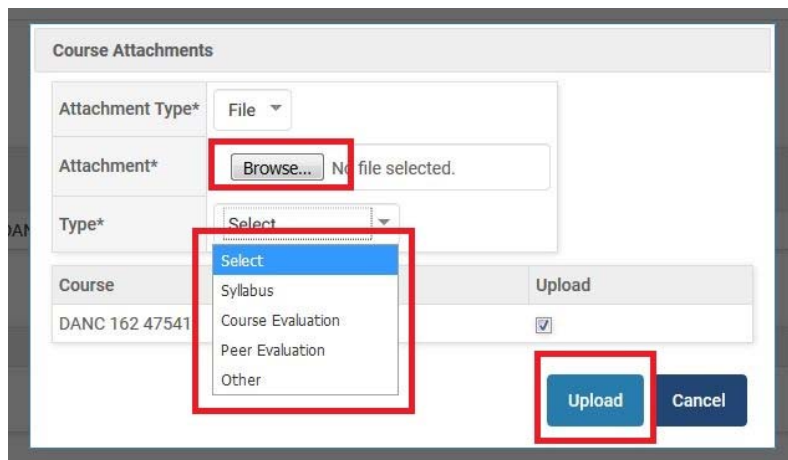 Course Attachments
Attachment Type* File
Attachment* Browse... No file selected.
Type* Select
Select
Syllabus
Course Evaluation
Peer Evaluation
Other
Course Upload
DANC 162 47541
Upload Cancel